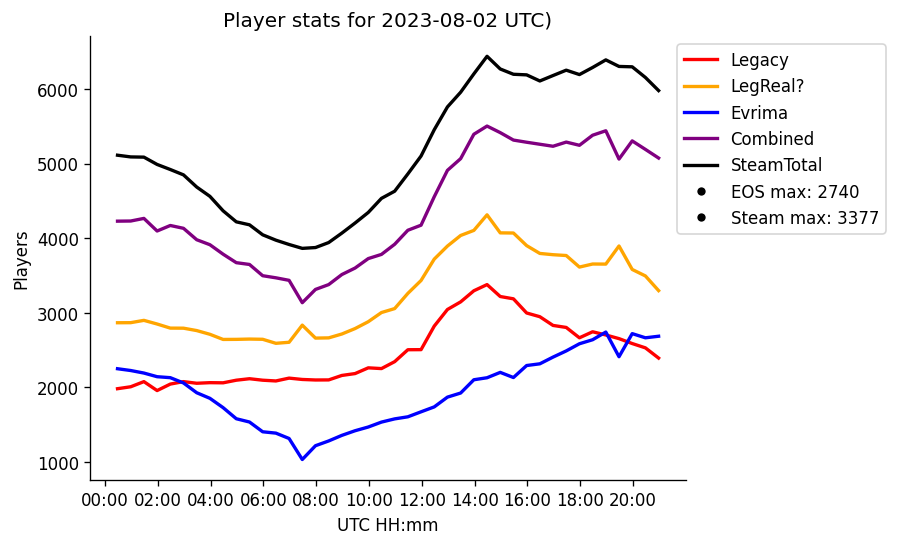 Player stats for 2023-08-02 UTC)
Legacy
LegReal?
Evrima
Combined
SteamTotal
EOS max: 2740
Steam max: 3377
Players
6000
5000
4000
3000
2000
1000
00:00 02:00 04:00 06:00 08:00 10:00 12:00 14:00 16:00 18:00 20:00
UTC HH:mm